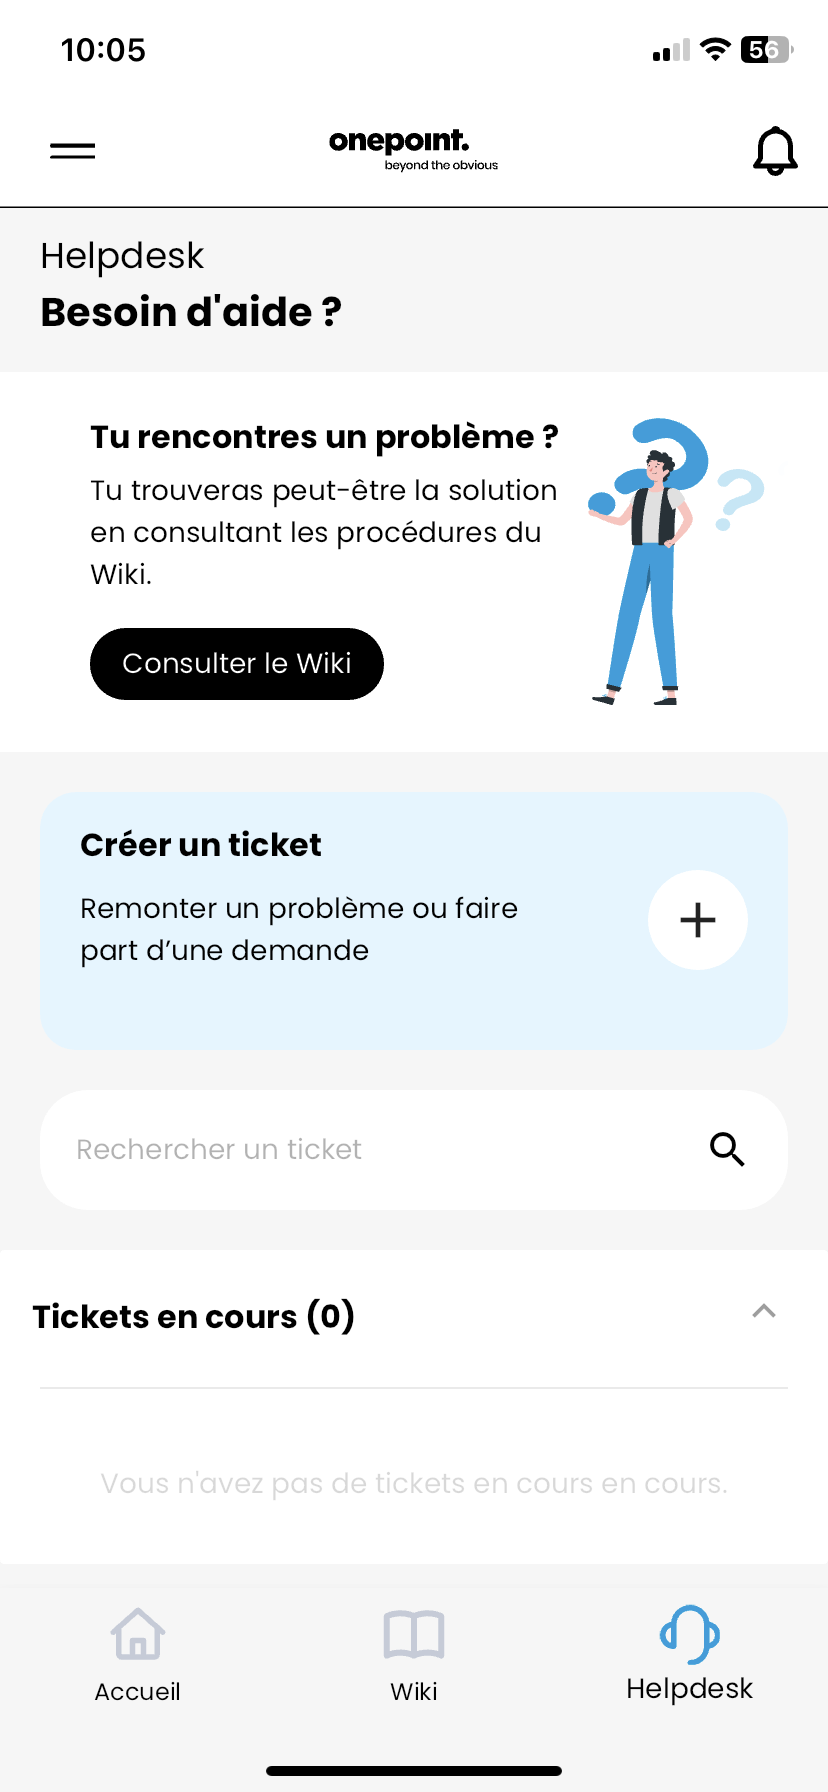 10:05
56
onepoint.
beyond the obvious
Helpdesk
Besoin d'aide ?
Tu rencontres un problème ?
Tu trouveras peut-être la solution
en consultant les procédures du
Wiki.
Consulter le Wiki
Créer un ticket
Remonter un problème ou faire
part d’une demande
Rechercher un ticket
Tickets en cours (0)
Vous n'avez pas de tickets en cours en cours.
Accueil
Wiki
Helpdesk